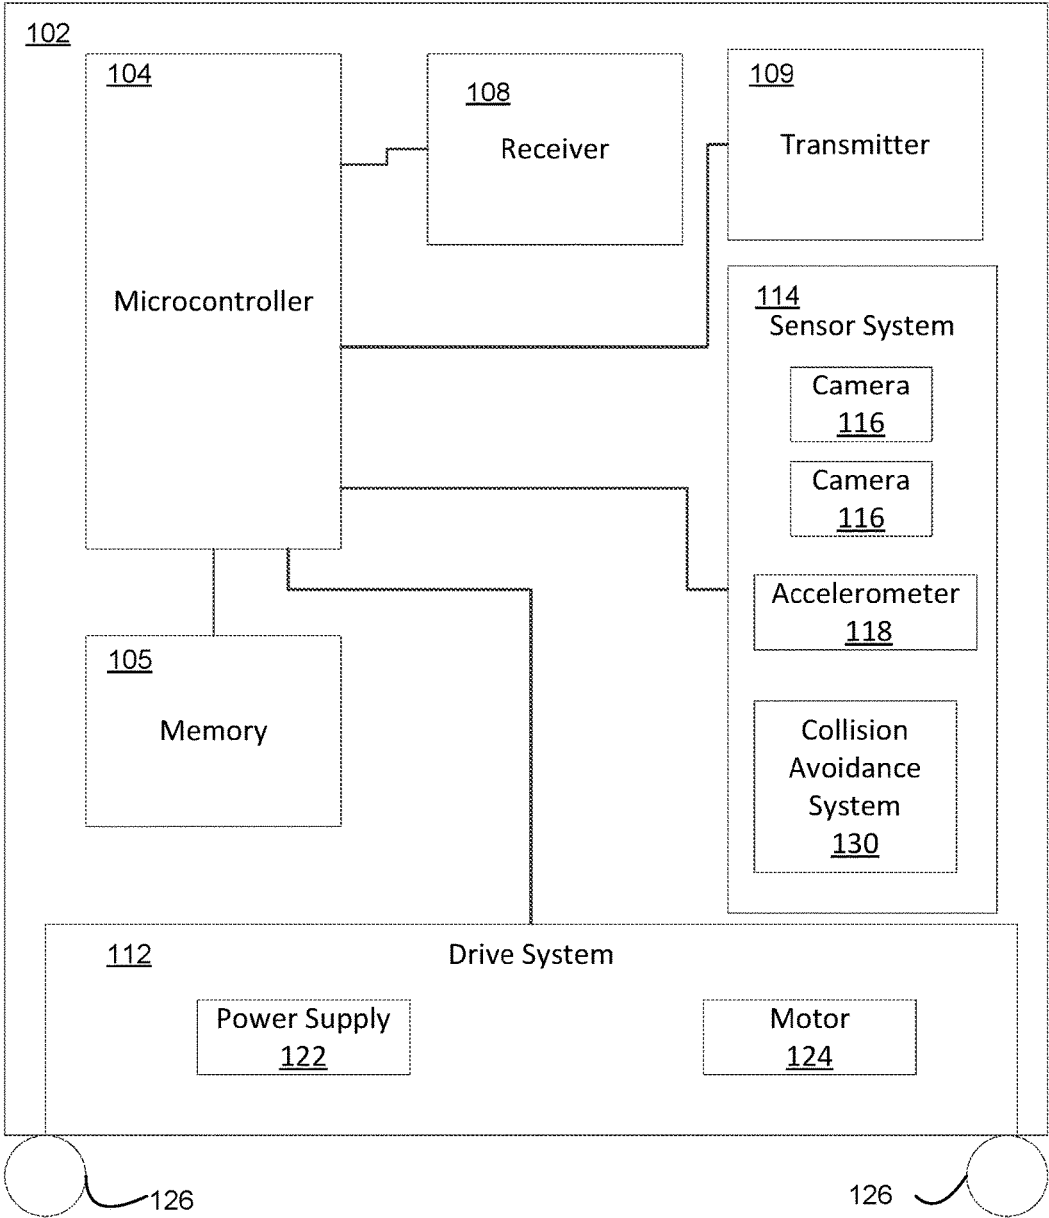 102
104
Microcontroller
108
Receiver
109
Transmitter
114
Sensor System
Camera
116
Camera
116
Accelerometer
118
Collision
Avoidance
System
130
105
Memory
112
Drive System
Power Supply
122
Motor
124
126
126